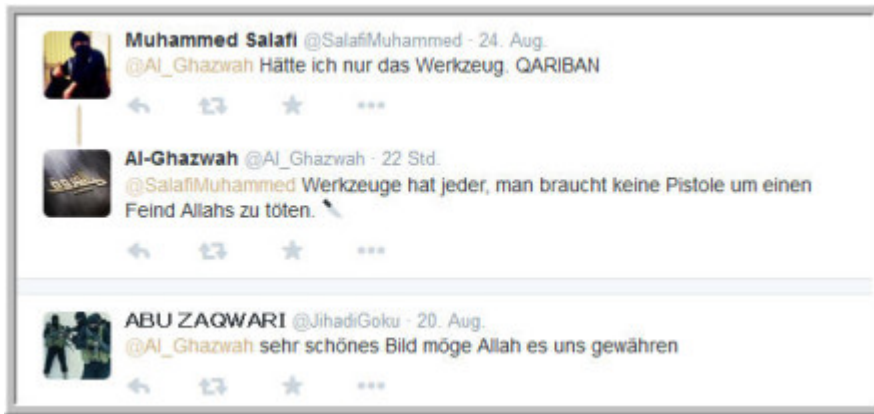 Muhammed Salafi @SalafiMuhammed · 24. Aug.
@Al_Ghazwah Hätte ich nur das Werkzeug. QARIBAN
Al-Ghazwah @Al_Ghazwah · 22 Std.
@SalafiMuhammed Werkzeuge hat jeder, man braucht keine Pistole um einen
Feind Allahs zu töten.
ABU ZAQWARI @JihadiGoku · 20. Aug.
@Al_Ghazwah sehr schönes Bild möge Allah es uns gewähren